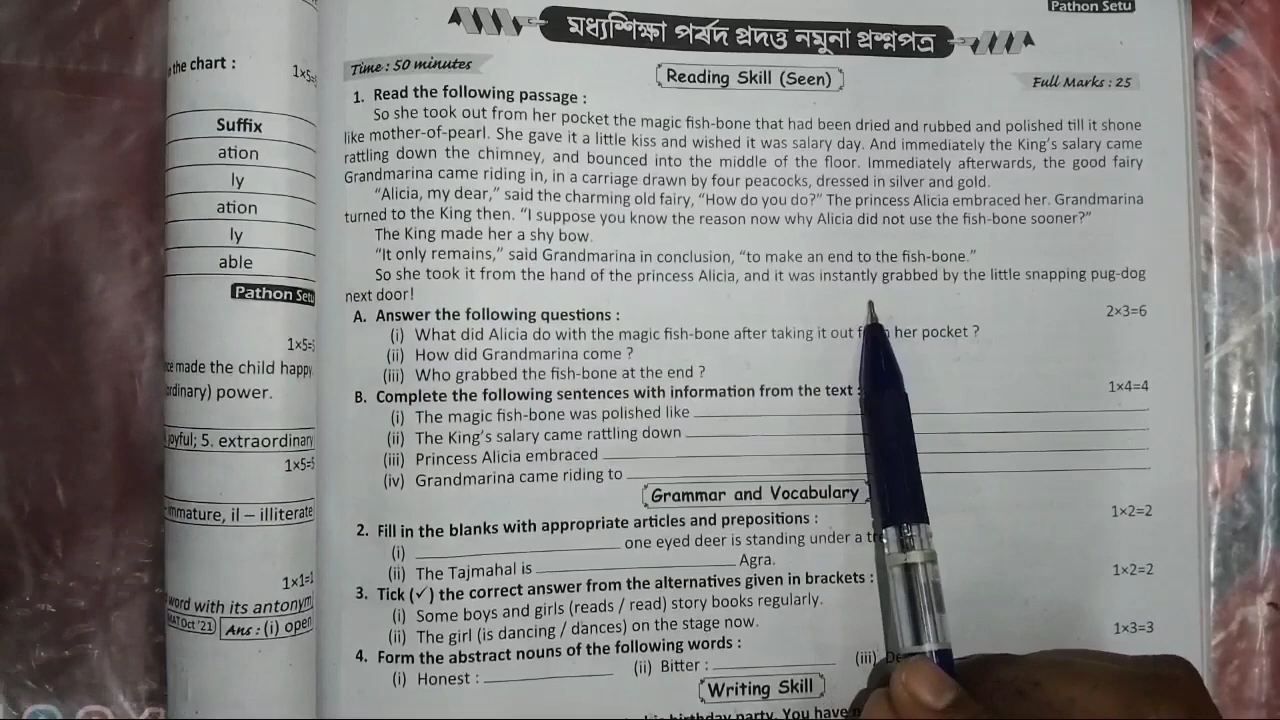 Pathon Setu
মধ্যশিক্ষা পর্ষদ প্রদত্ত নমুনা প্রশ্নপত্র
Time : 50 minutes
Reading Skill (Seen)
Full Marks : 25
1. Read the following passage :
So she took out from her pocket the magic fish-bone that had been dried and rubbed and polished till it shone
like mother-of-pearl. She gave it a little kiss and wished it was salary day. And immediately the King's salary came
rattling down the chimney, and bounced into the middle of the floor. Immediately afterwards, the good fairy
Grandmarina came riding in, in a carriage drawn by four peacocks, dressed in silver and gold.
"Alicia, my dear," said the charming old fairy, "How do you do?" The princess Alicia embraced her. Grandmarina
turned to the King then. "I suppose you know the reason now why Alicia did not use the fish-bone sooner?"
The King made her a shy bow.
"It only remains," said Grandmarina in conclusion, "to make an end to the fish-bone."
So she took it from the hand of the princess Alicia, and it was instantly grabbed by the little snapping pug-dog
next door!
A. Answer the following questions : 2×3=6
(i) What did Alicia do with the magic fish-bone after taking it out her pocket ?
(ii) How did Grandmarina come ?
(iii) Who grabbed the fish-bone at the end ?
B. Complete the following sentences with information from the text : 1×4=4
(i) The magic fish-bone was polished like
(ii) The King's salary came rattling down
(iii) Princess Alicia embraced
(iv) Grandmarina came riding to
Grammar and Vocabulary
2. Fill in the blanks with appropriate articles and prepositions : 1×2=2
(i) one eyed deer is standing under a
(ii) The Tajmahal is Agra.
3. Tick (✓) the correct answer from the alternatives given in brackets : 1×2=2
(i) Some boys and girls (reads / read) story books regularly.
(ii) The girl (is dancing / dances) on the stage now.
4. Form the abstract nouns of the following words : 1×3=3
(i) Honest : (ii) Bitter : (iii)
Writing Skill
birthday party. You have
the chart :
1×5=
Suffix
ation
ly
ation
ly
able
Pathon Setu
1×5=5
made the child happy.
power.
joyful; 5. extraordinary
1×5=5
immature, il – illiterate
1×1=1
word with its antonym
Oct '21] Ans : (i) open